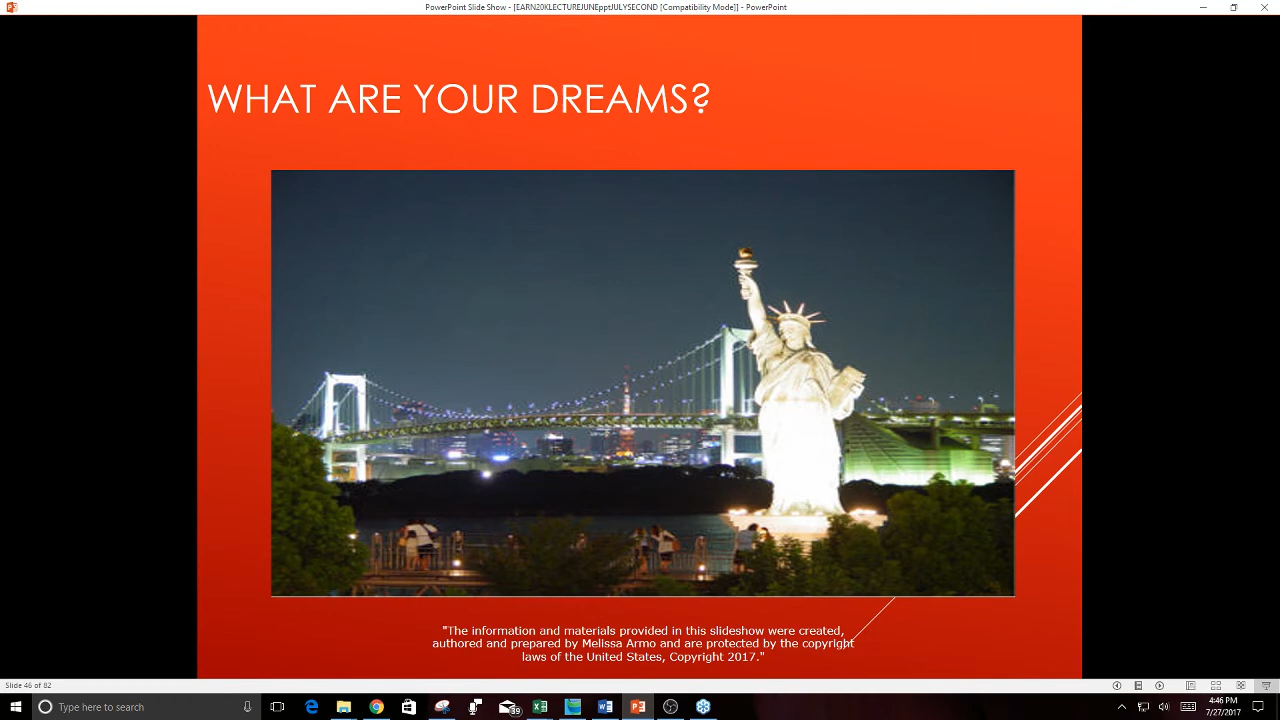 PowerPoint Slide Show - [EARN20KLECTUREJUNEpptJULYSECOND [Compatibility Mode]] - PowerPoint
WHAT ARE YOUR DREAMS?
"The information and materials provided in this slideshow were created,
authored and prepared by Melissa Armo and are protected by the copyright
laws of the United States, Copyright 2017."
Slide 46 of 82
Type here to search
4:46 PM
7/27/2017